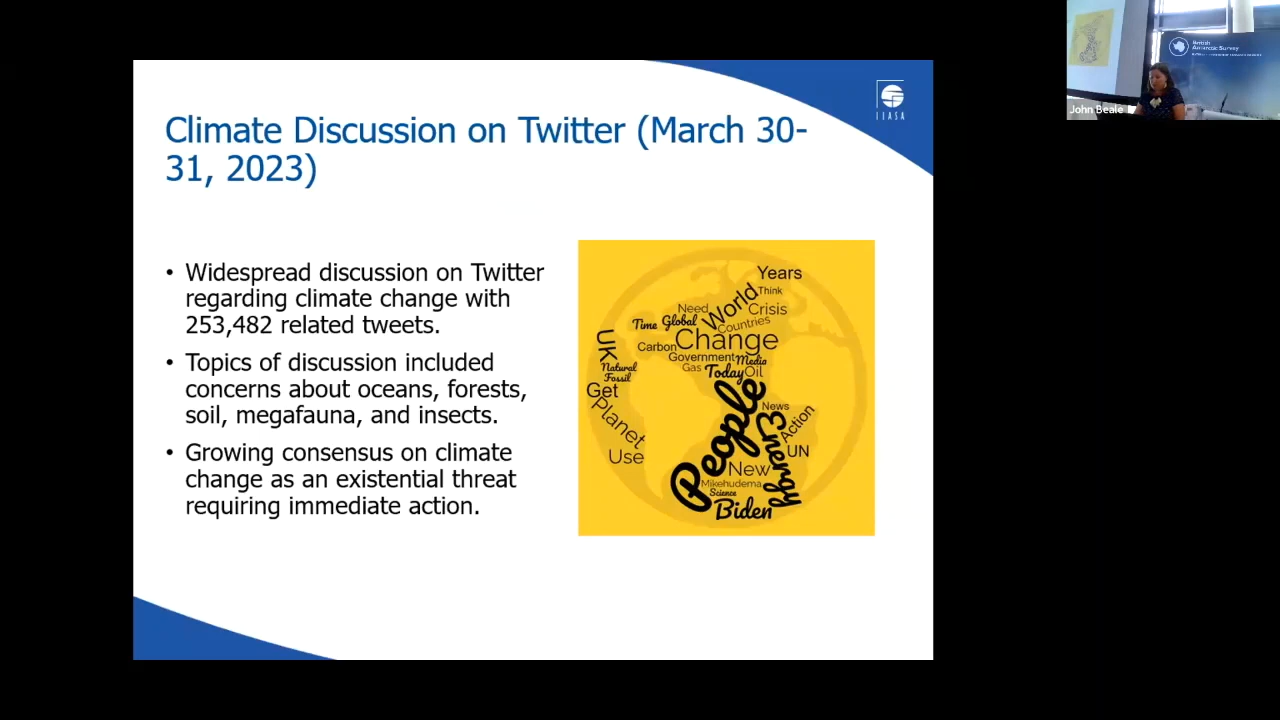 Climate Discussion on Twitter (March 30-
31, 2023)
IIASA
• Widespread discussion on Twitter
regarding climate change with
253,482 related tweets.
• Topics of discussion included
concerns about oceans, forests,
soil, megafauna, and insects.
• Growing consensus on climate
change as an existential threat
requiring immediate action.
Years
Think
World
Need
Crisis
Time
Global
Countries
UK
Carbon
Change
Government
Media
Natural
Gas
Today
Oil
Fossil
Get
People
News
Planet
Energy
Action
Use
UN
New
Mikehudema
Science
Biden
British
Antarctic Survey
John Beale